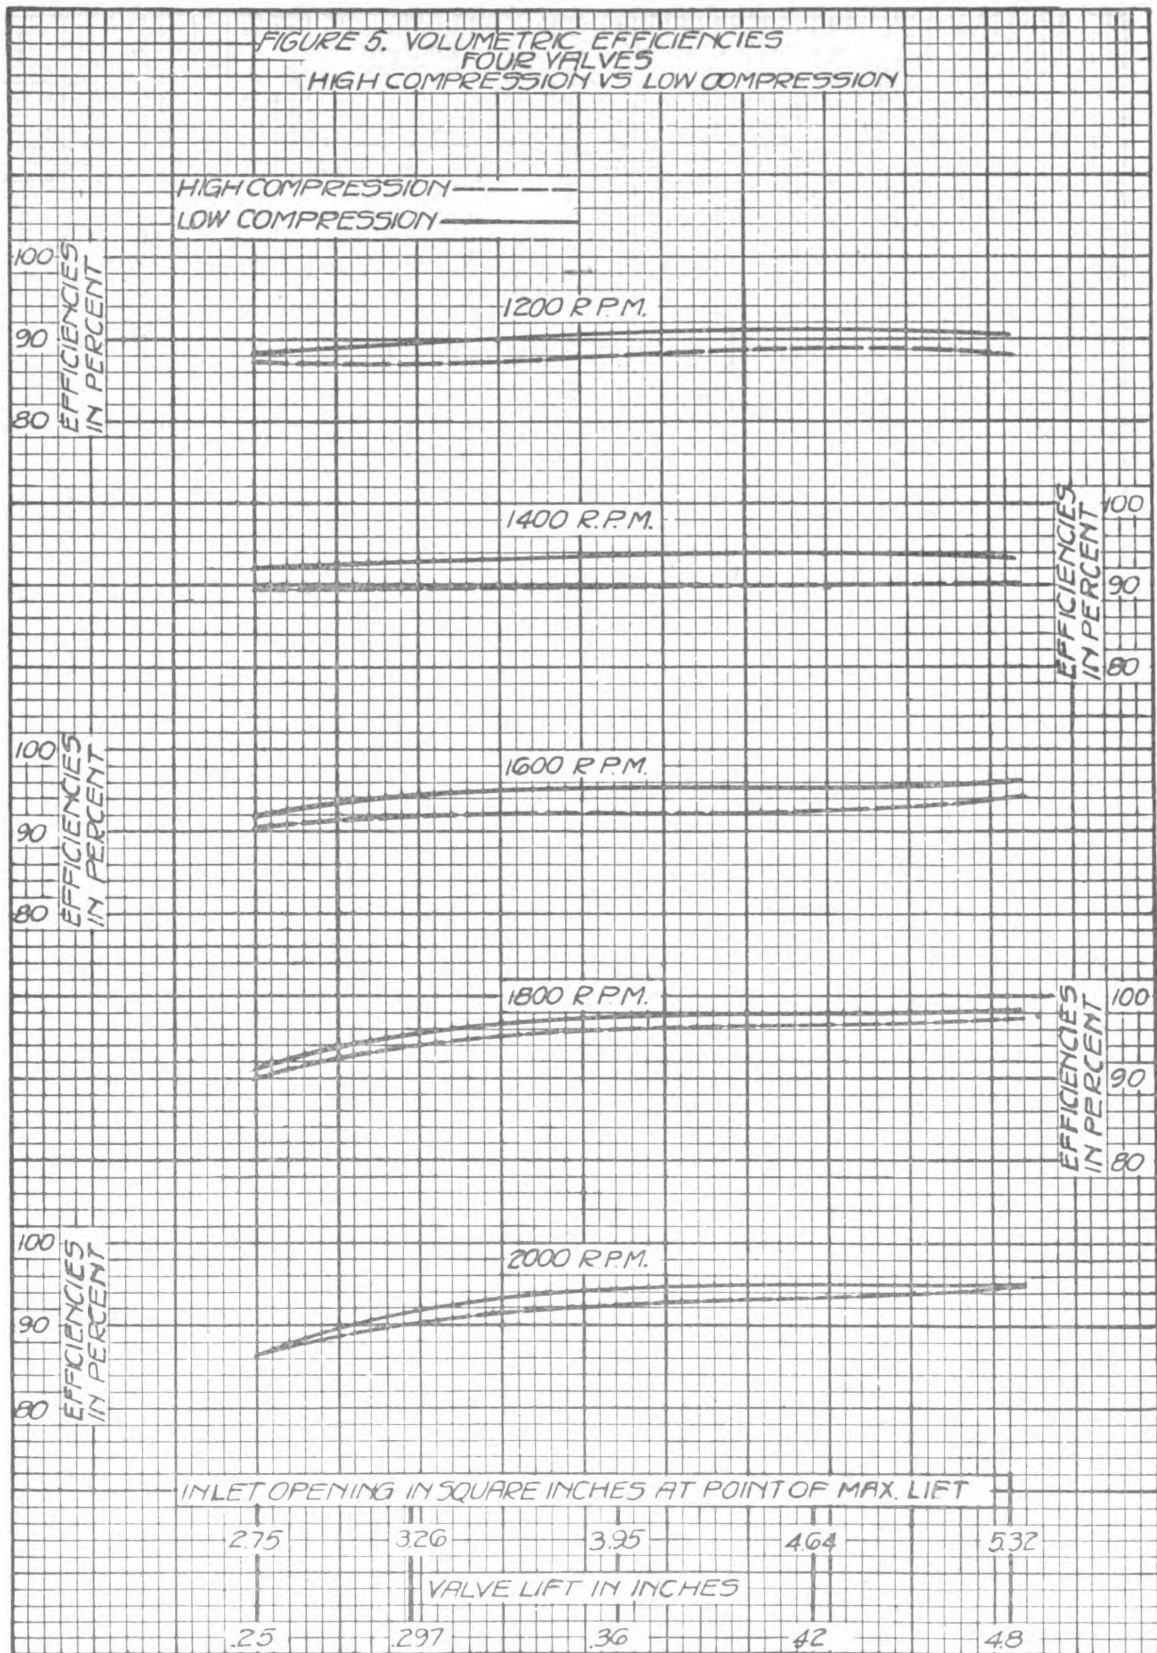 FIGURE 5. VOLUMETRIC EFFICIENCIES
FOUR VALVES
HIGH COMPRESSION VS LOW COMPRESSION
HIGH COMPRESSION
LOW COMPRESSION
100
90
80
EFFICIENCIES
IN PERCENT
1200 R.P.M.
1400 R.P.M.
EFFICIENCIES
IN PERCENT
100
90
80
100
90
80
EFFICIENCIES
IN PERCENT
1600 R.P.M.
1800 R.P.M.
EFFICIENCIES
IN PERCENT
100
90
80
100
90
80
EFFICIENCIES
IN PERCENT
2000 R.P.M.
INLET OPENING IN SQUARE INCHES AT POINT OF MAX. LIFT
2.75 3.26 3.95 4.64 5.32
VALVE LIFT IN INCHES
.25 .297 .36 .42 4.8